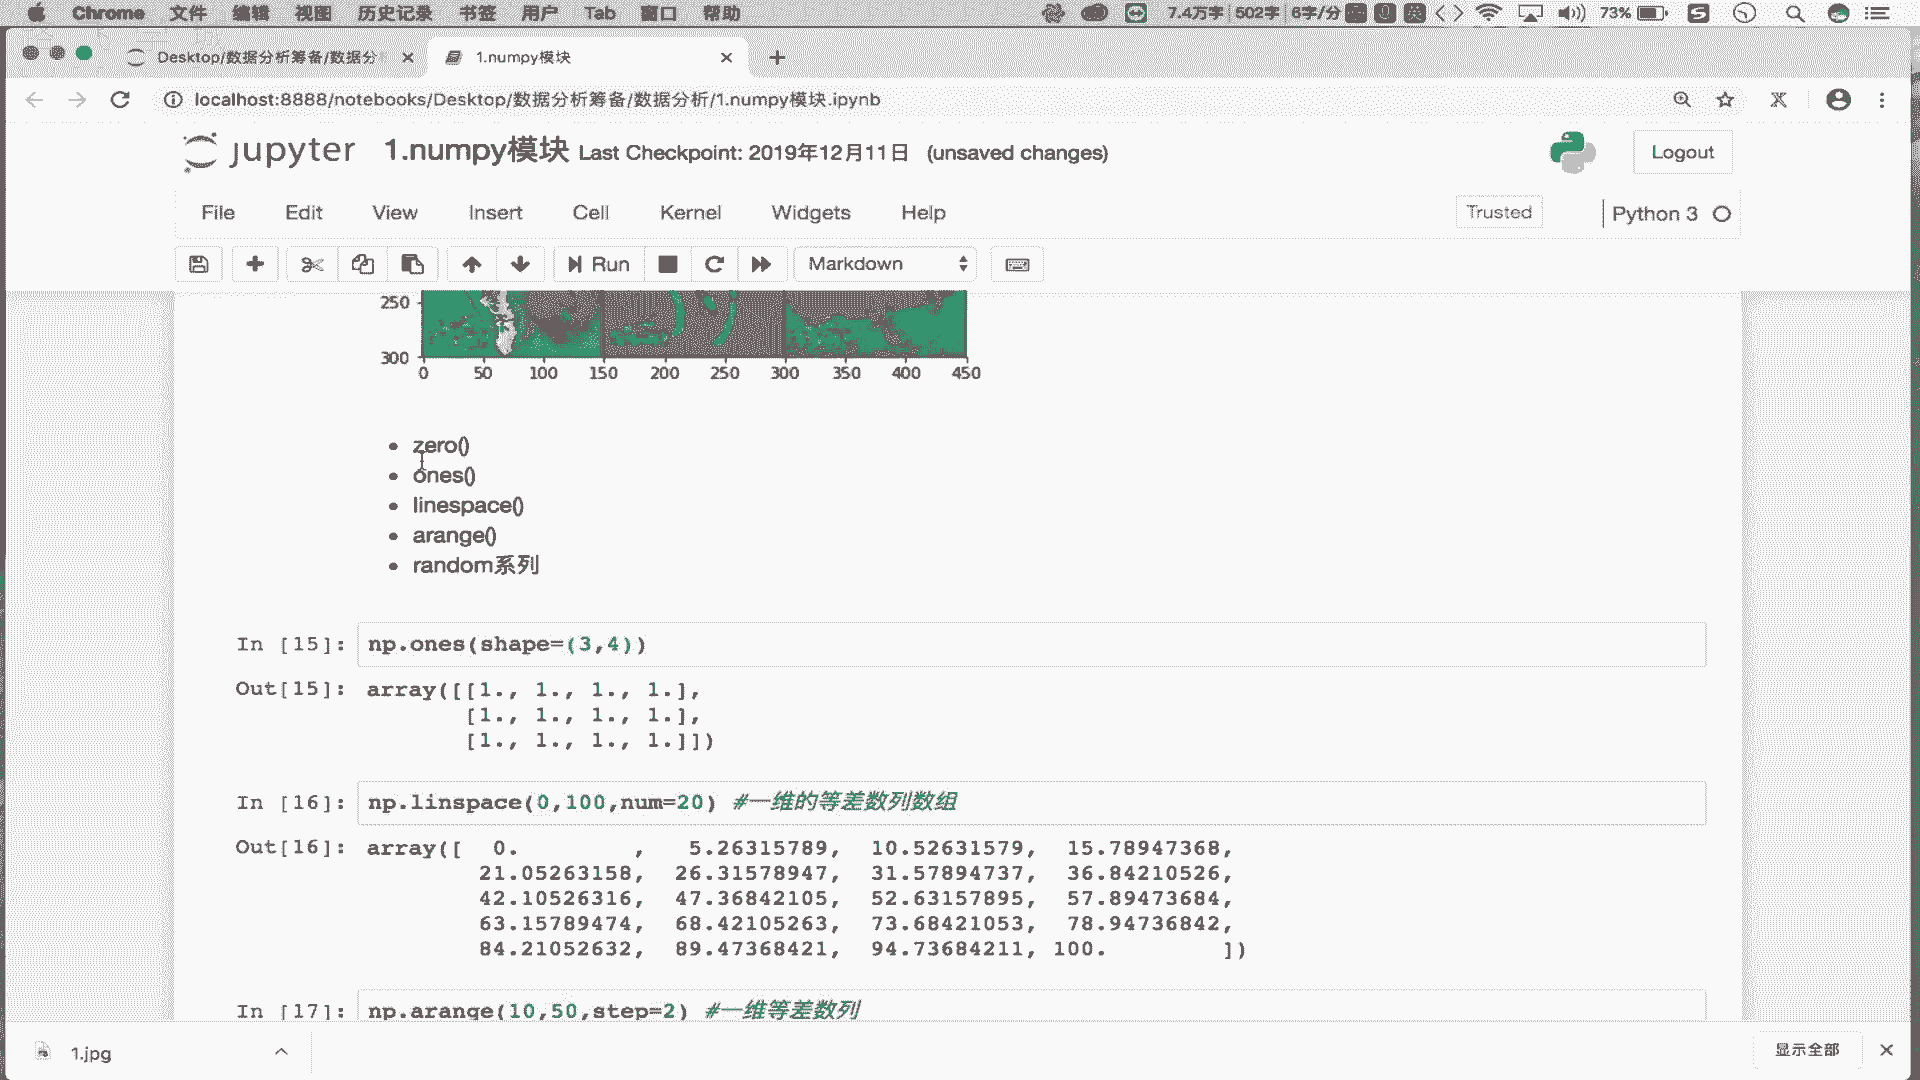 Chrome 文件 编辑 视图 历史记录 书签 用户 Tab 窗口 帮助 7.4万字 502字 6字/分 英 73%
Desktop/数据分析筹备/数据分 1.numpy模块
localhost:8888/notebooks/Desktop/数据分析筹备/数据分析/1.numpy模块.ipynb
jupyter 1.numpy模块 Last Checkpoint: 2019年12月11日 (unsaved changes) Logout
File Edit View Insert Cell Kernel Widgets Help Trusted Python 3
Run Markdown
250
300
0 50 100 150 200 250 300 350 400 450
zero()
ones()
linespace()
arange()
random系列
In [15]: np.ones(shape=(3,4))
Out[15]: array([[1., 1., 1., 1.],
[1., 1., 1., 1.],
[1., 1., 1., 1.]])
In [16]: np.linspace(0,100,num=20) #一维的等差数列数组
Out[16]: array([ 0. , 5.26315789, 10.52631579, 15.78947368,
21.05263158, 26.31578947, 31.57894737, 36.84210526,
42.10526316, 47.36842105, 52.63157895, 57.89473684,
63.15789474, 68.42105263, 73.68421053, 78.94736842,
84.21052632, 89.47368421, 94.73684211, 100. ])
In [17]: np.arange(10,50,step=2) #一维等差数列
1.jpg 显示全部